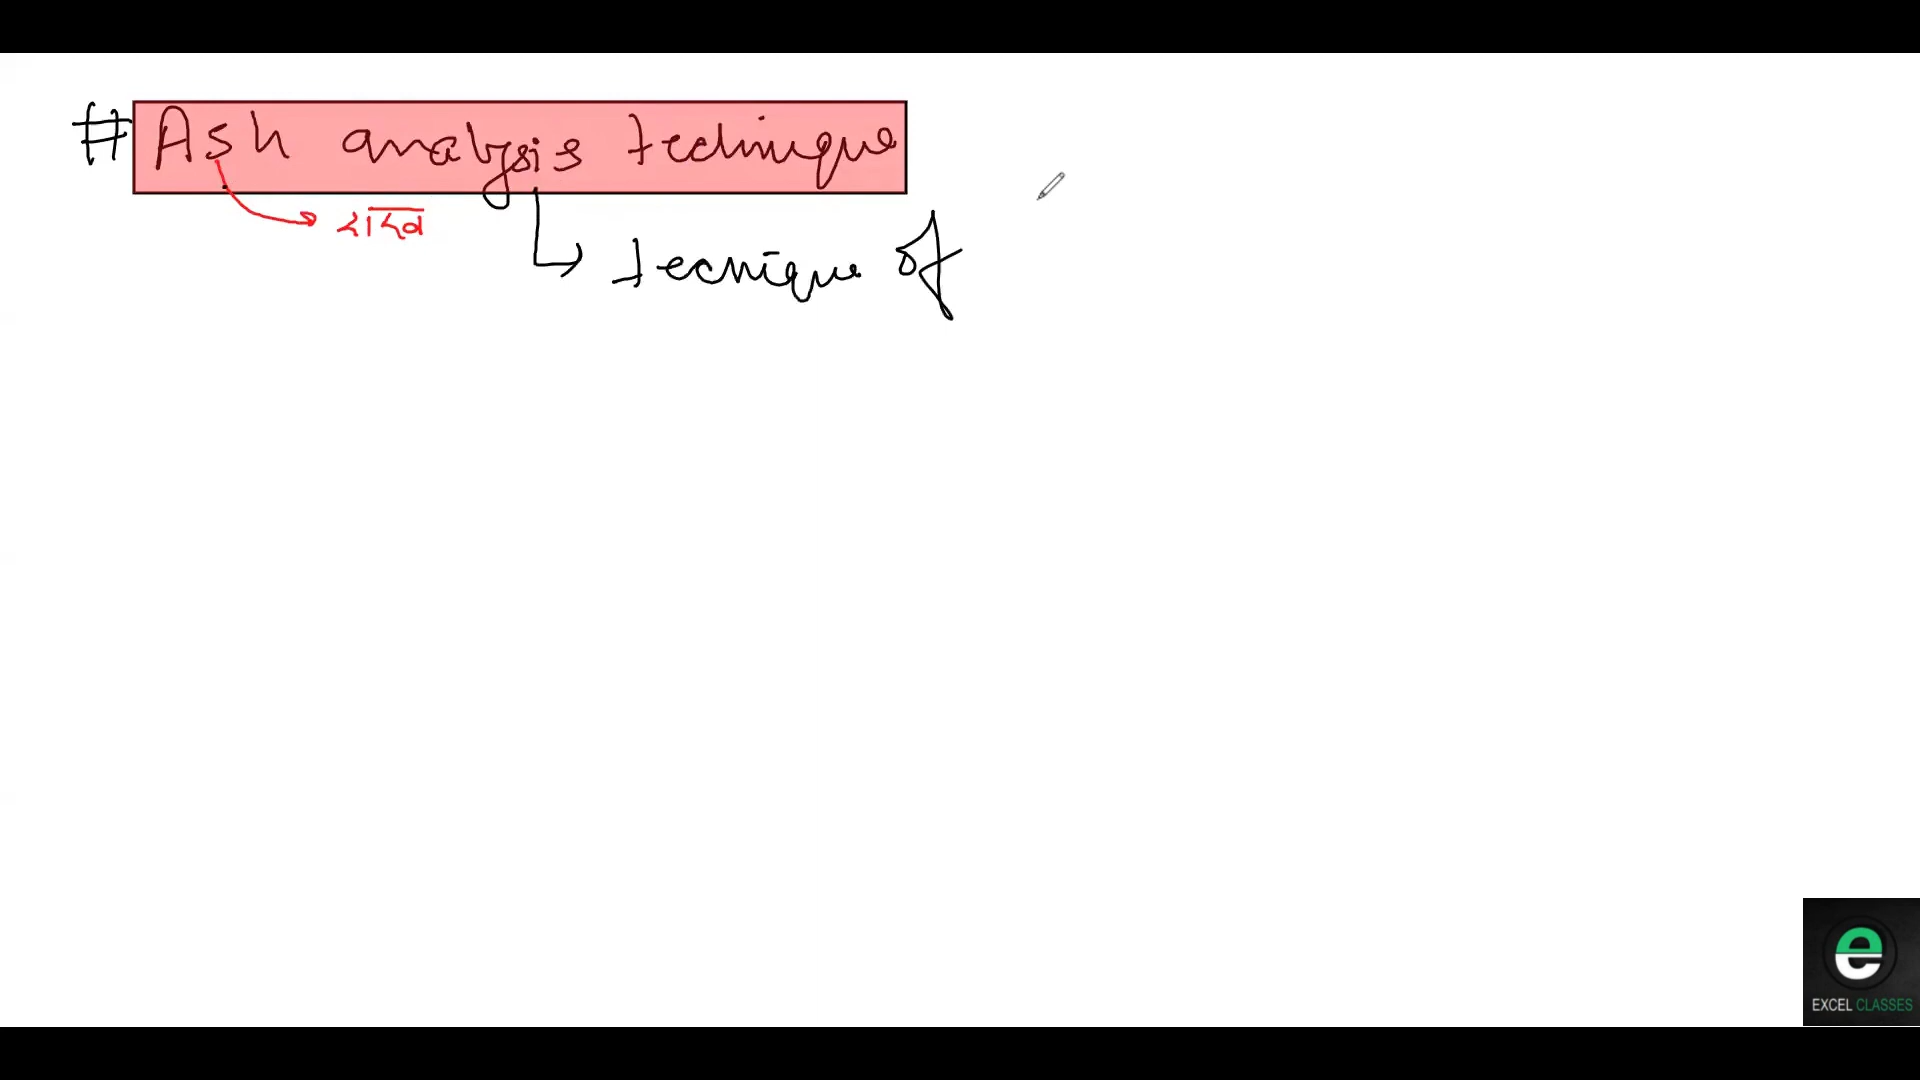 # Ash analysis technique
राख
tecnique of
e
EXCEL CLASSES